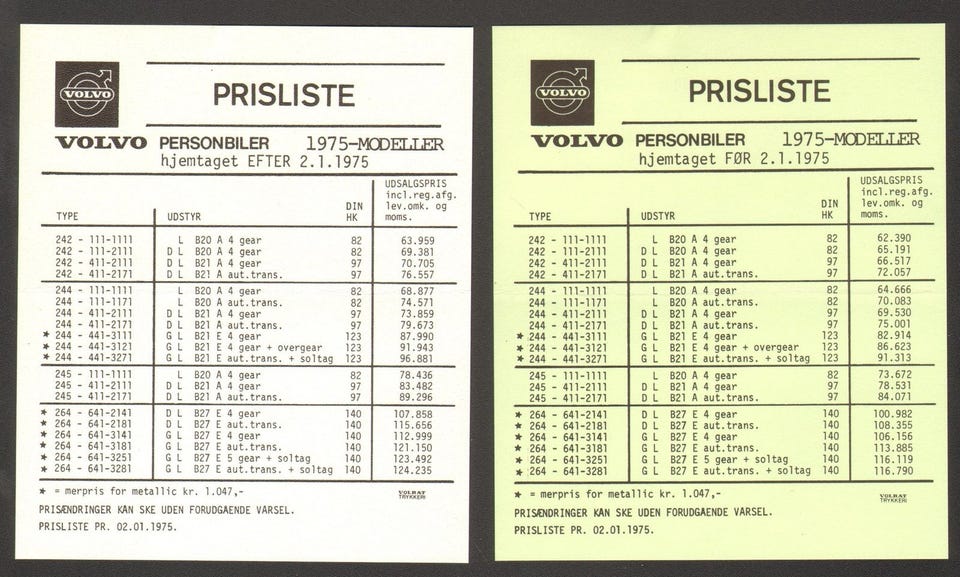 VOLVO
PRISLISTE
VOLVO PERSONBILER 1975-MODELLER
hjemtaget EFTER 2.1.1975
TYPE UDSTYR DIN HK UDSALGSPRIS incl.reg.afg. lev.omk. og moms.
242 - 111-1111 L B20 A 4 gear 82 63.959
242 - 111-2111 D L B20 A 4 gear 82 69.381
242 - 411-2111 D L B21 A 4 gear 97 70.705
242 - 411-2171 D L B21 A aut.trans. 97 76.557
244 - 111-1111 L B20 A 4 gear 82 68.877
244 - 111-1171 L B20 A aut.trans. 82 74.571
244 - 411-2111 D L B21 A 4 gear 97 73.859
244 - 411-2171 D L B21 A aut.trans. 97 79.673
* 244 - 441-3111 G L B21 E 4 gear 123 87.990
* 244 - 441-3121 G L B21 E 4 gear + overgear 123 91.943
* 244 - 441-3271 G L B21 E aut.trans. + soltag 123 96.881
245 - 111-1111 L B20 A 4 gear 82 78.436
245 - 411-2111 D L B21 A 4 gear 97 83.482
245 - 411-2171 D L B21 A aut.trans. 97 89.296
* 264 - 641-2141 D L B27 E 4 gear 140 107.858
* 264 - 641-2181 D L B27 E aut.trans. 140 115.656
* 264 - 641-3141 G L B27 E 4 gear 140 112.999
* 264 - 641-3181 G L B27 E aut.trans. 140 121.150
* 264 - 641-3251 G L B27 E 5 gear + soltag 140 123.492
* 264 - 641-3281 G L B27 E aut.trans. + soltag 140 124.235
* = merpris for metallic kr. 1.047,-
VOLRAT
TRYKKERI
PRISÆNDRINGER KAN SKE UDEN FORUDGÅENDE VARSEL.
PRISLISTE PR. 02.01.1975.
VOLVO
PRISLISTE
VOLVO PERSONBILER 1975-MODELLER
hjemtaget FØR 2.1.1975
TYPE UDSTYR DIN HK UDSALGSPRIS incl.reg.afg. lev.omk. og moms.
242 - 111-1111 L B20 A 4 gear 82 62.390
242 - 111-2111 D L B20 A 4 gear 82 65.191
242 - 411-2111 D L B21 A 4 gear 97 66.517
242 - 411-2171 D L B21 A aut.trans. 97 72.057
244 - 111-1111 L B20 A 4 gear 82 64.666
244 - 111-1171 L B20 A aut.trans. 82 70.083
244 - 411-2111 D L B21 A 4 gear 97 69.530
244 - 411-2171 D L B21 A aut.trans. 97 75.001
* 244 - 441-3111 G L B21 E 4 gear 123 82.914
* 244 - 441-3121 G L B21 E 4 gear + overgear 123 86.623
* 244 - 441-3271 G L B21 E aut.trans. + soltag 123 91.313
245 - 111-1111 L B20 A 4 gear 82 73.672
245 - 411-2111 D L B21 A 4 gear 97 78.531
245 - 411-2171 D L B21 A aut.trans. 97 84.071
* 264 - 641-2141 D L B27 E 4 gear 140 100.982
* 264 - 641-2181 D L B27 E aut.trans. 140 108.355
* 264 - 641-3141 G L B27 E 4 gear 140 106.156
* 264 - 641-3181 G L B27 E aut.trans. 140 113.885
* 264 - 641-3251 G L B27 E 5 gear + soltag 140 116.119
* 264 - 641-3281 G L B27 E aut.trans. + soltag 140 116.790
* = merpris for metallic kr. 1.047,-
VOLRAT
TRYKKERI
PRISÆNDRINGER KAN SKE UDEN FORUDGÅENDE VARSEL.
PRISLISTE PR. 02.01.1975.